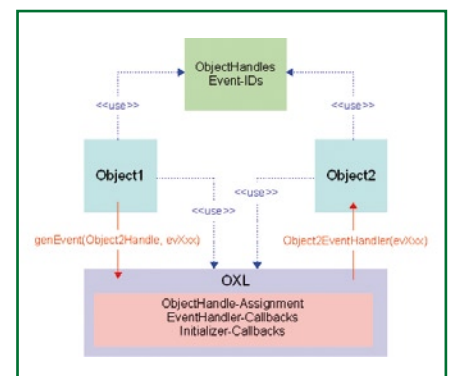 ObjectHandles
Event-IDs
<<use>>
<<use>>
Object1
Object2
<<use>>
<<use>>
genEvent(Object2Handle, evXxx)
Object2EventHandler(evXxx)
OXL
ObjectHandle-Assignment
EventHandler-Callbacks
Initializer-Callbacks